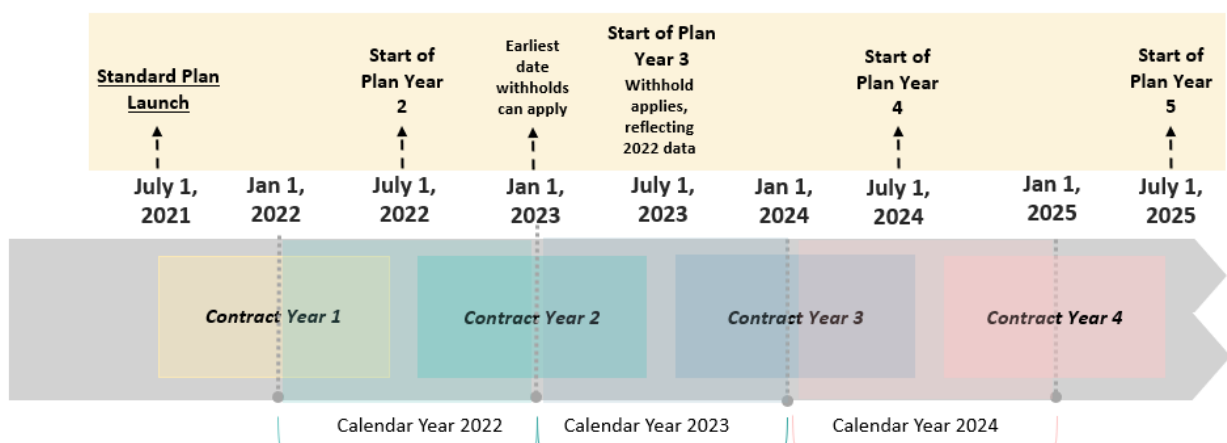 Standard Plan
Launch
Start of
Plan Year
2
Earliest
date
withholds
can apply
Start of Plan
Year 3
Withhold
applies,
reflecting
2022 data
Start of
Plan Year
4
Start of
Plan Year
5
July 1,
2021
Jan 1,
2022
July 1,
2022
Jan 1,
2023
July 1,
2023
Jan 1,
2024
July 1,
2024
Jan 1,
2025
July 1,
2025
Contract Year 1
Contract Year 2
Contract Year 3
Contract Year 4
Calendar Year 2022
Calendar Year 2023
Calendar Year 2024